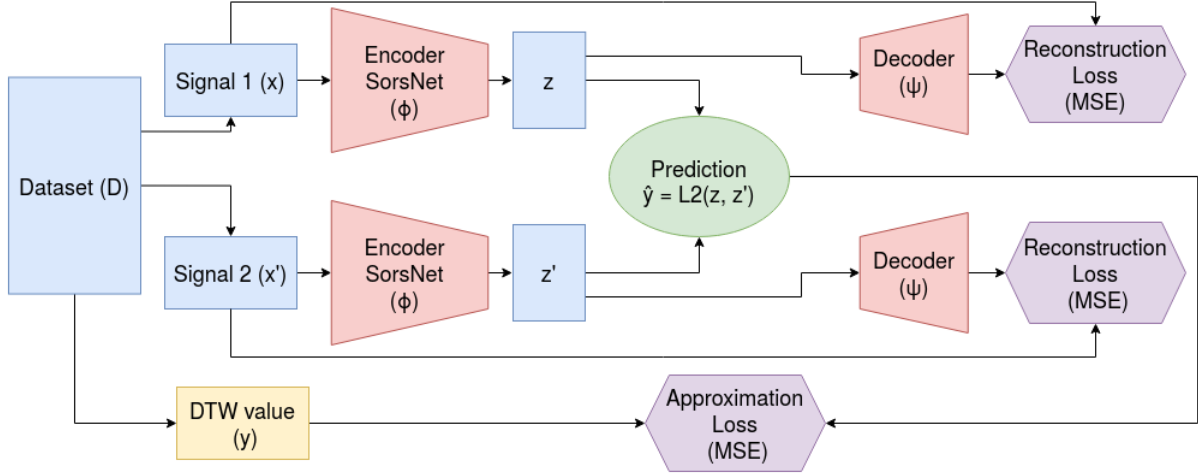 Signal 1 (x)
Encoder
SorsNet
(ϕ)
z
Decoder
(ψ)
Reconstruction
Loss
(MSE)
Dataset (D)
Prediction
ŷ = L2(z, z')
Signal 2 (x')
Encoder
SorsNet
(ϕ)
z'
Decoder
(ψ)
Reconstruction
Loss
(MSE)
DTW value
(y)
Approximation
Loss
(MSE)